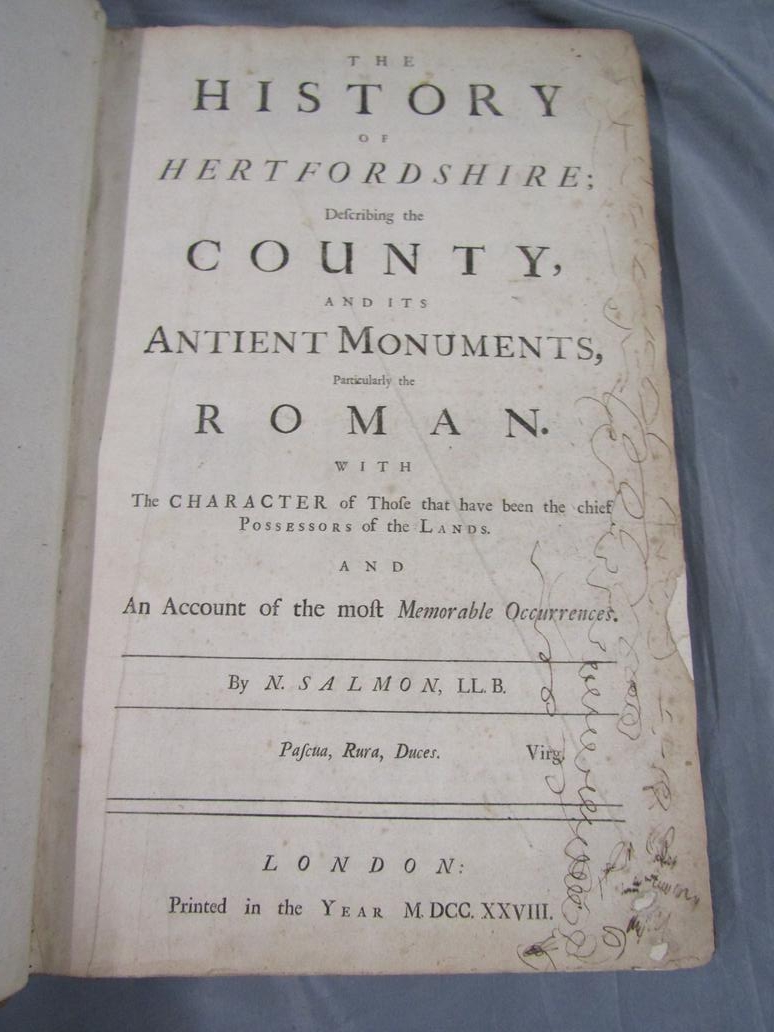 THE
HISTORY
OF
HERTFORDSHIRE;
Deſcribing the
COUNTY,
AND ITS
ANTIENT MONUMENTS,
Particularly the
ROMAN.
WITH
The CHARACTER of Thoſe that have been the chief
POSSESSORS of the LANDS.
AND
An Account of the moſt Memorable Occurrences.
By N. SALMON, LL. B.
Paſcua, Rura, Duces. Virg.
LONDON:
Printed in the YEAR M, DCC. XXVIII.